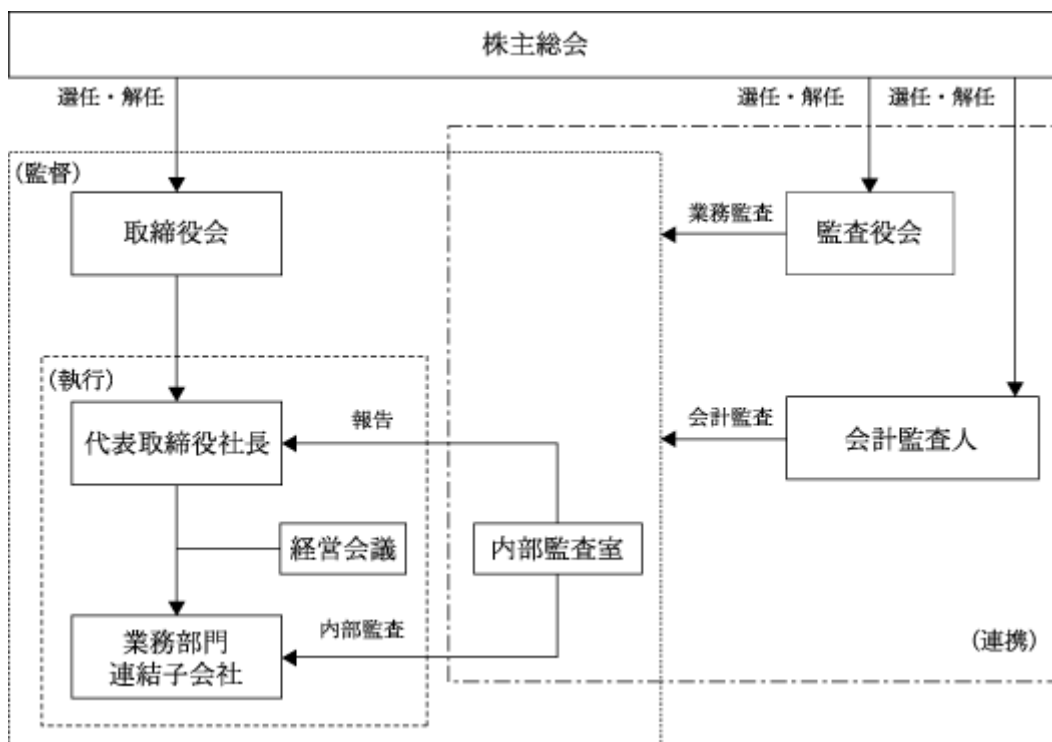 株主総会
選任・解任
選任・解任
選任・解任
(監督)
取締役会
業務監査
監査役会
(執行)
代表取締役社長
報告
会計監査
会計監査人
経営会議
内部監査室
業務部門
連結子会社
内部監査
(連携)